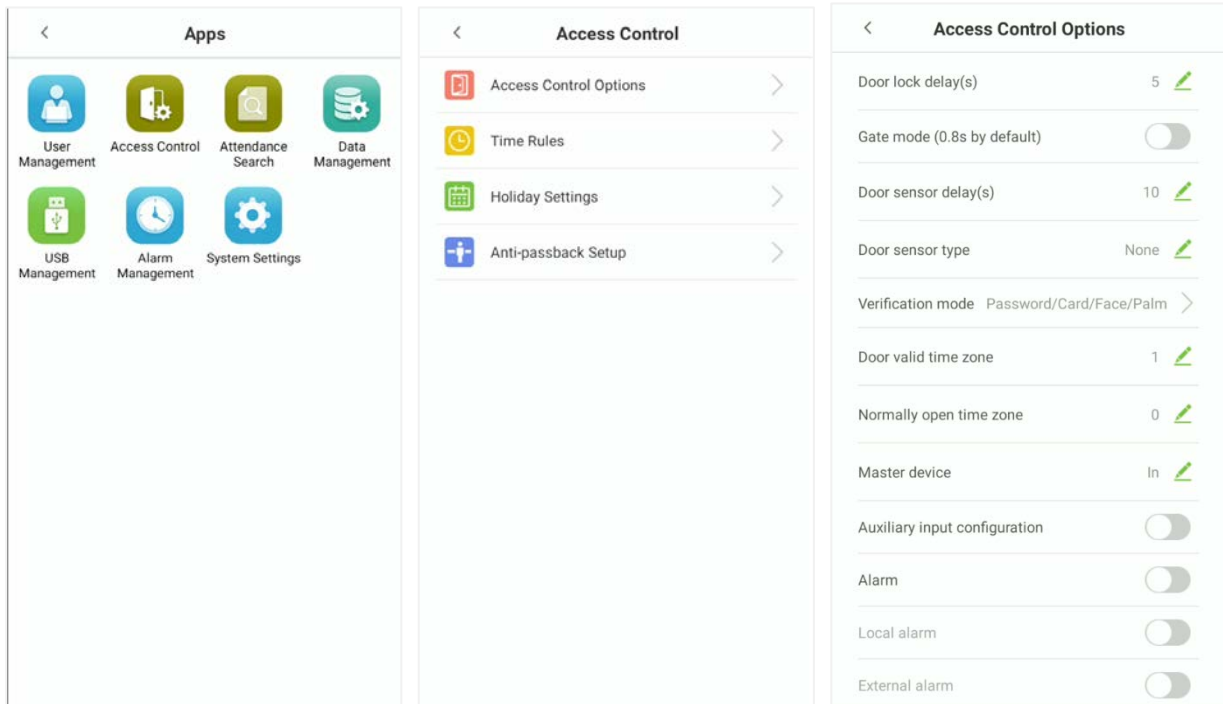 Apps
User
Management
Access Control
Attendance
Search
Data
Management
USB
Management
Alarm
Management
System Settings
Access Control
Access Control Options
Time Rules
Holiday Settings
Anti-passback Setup
Access Control Options
Door lock delay(s) 5
Gate mode (0.8s by default)
Door sensor delay(s) 10
Door sensor type None
Verification mode Password/Card/Face/Palm
Door valid time zone 1
Normally open time zone 0
Master device In
Auxiliary input configuration
Alarm
Local alarm
External alarm